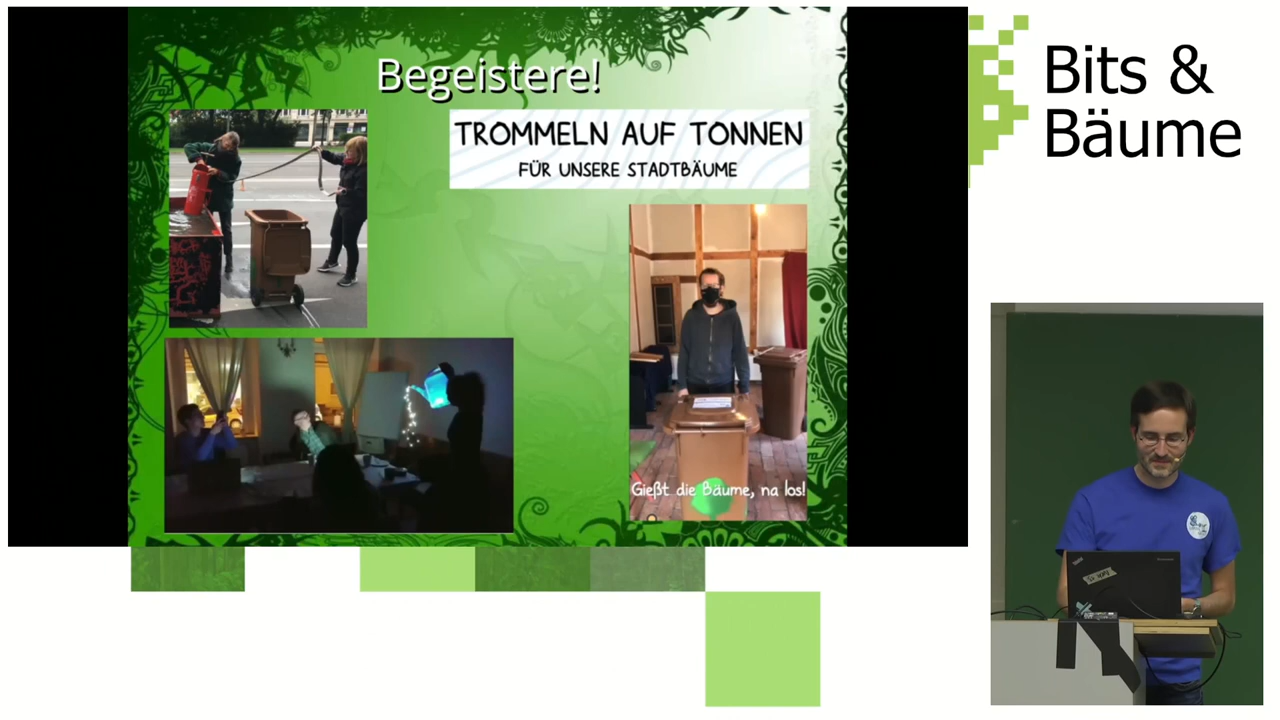 Begeistere!
TROMMELN AUF TONNEN
FÜR UNSERE STADTBÄUME
Gießt die Bäume, na los!
Bits &
Bäume